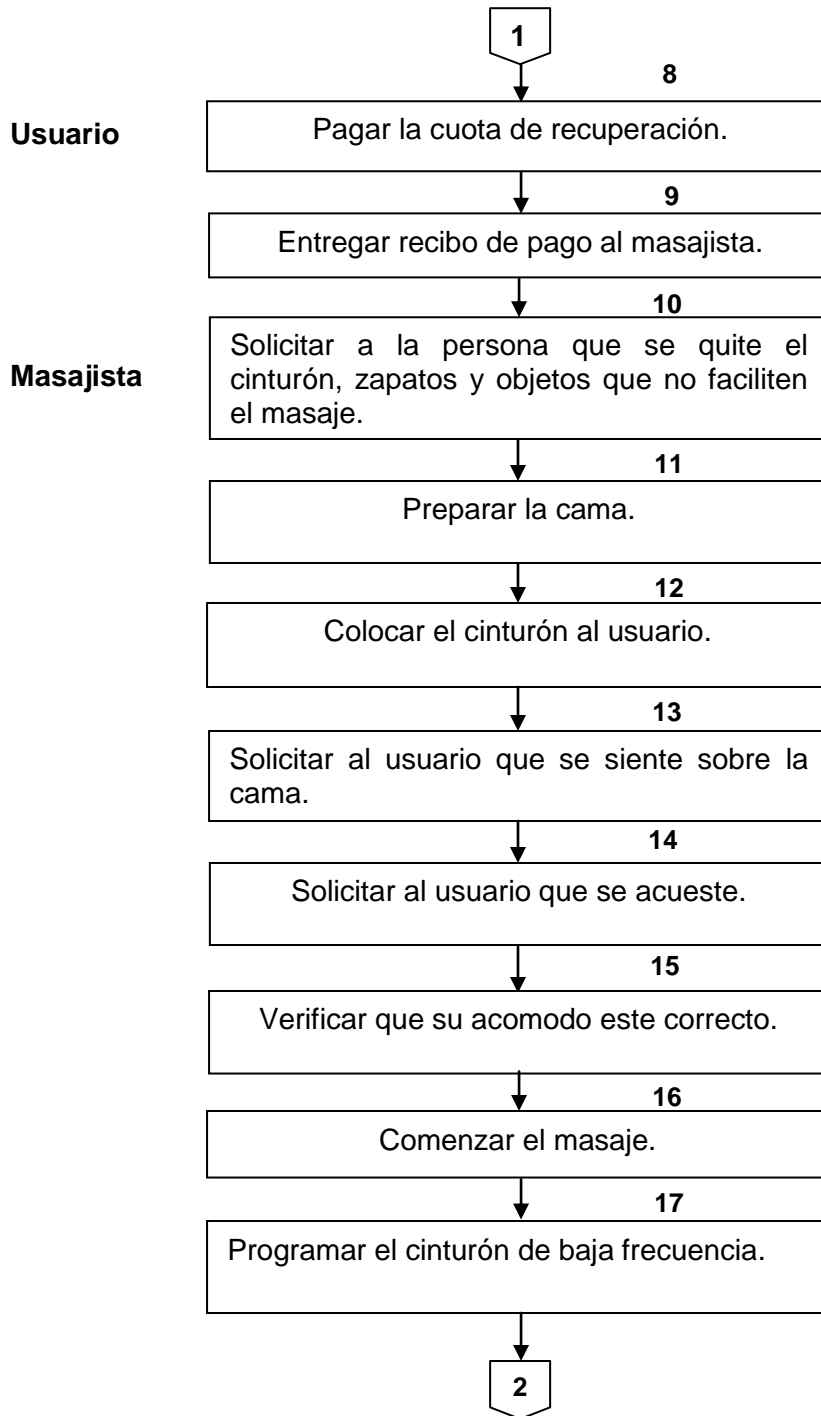 1
8
Usuario
Pagar la cuota de recuperación.
9
Entregar recibo de pago al masajista.
10
Masajista
Solicitar a la persona que se quite el
cinturón, zapatos y objetos que no faciliten
el masaje.
11
Preparar la cama.
12
Colocar el cinturón al usuario.
13
Solicitar al usuario que se siente sobre la
cama.
14
Solicitar al usuario que se acueste.
15
Verificar que su acomodo este correcto.
16
Comenzar el masaje.
17
Programar el cinturón de baja frecuencia.
2